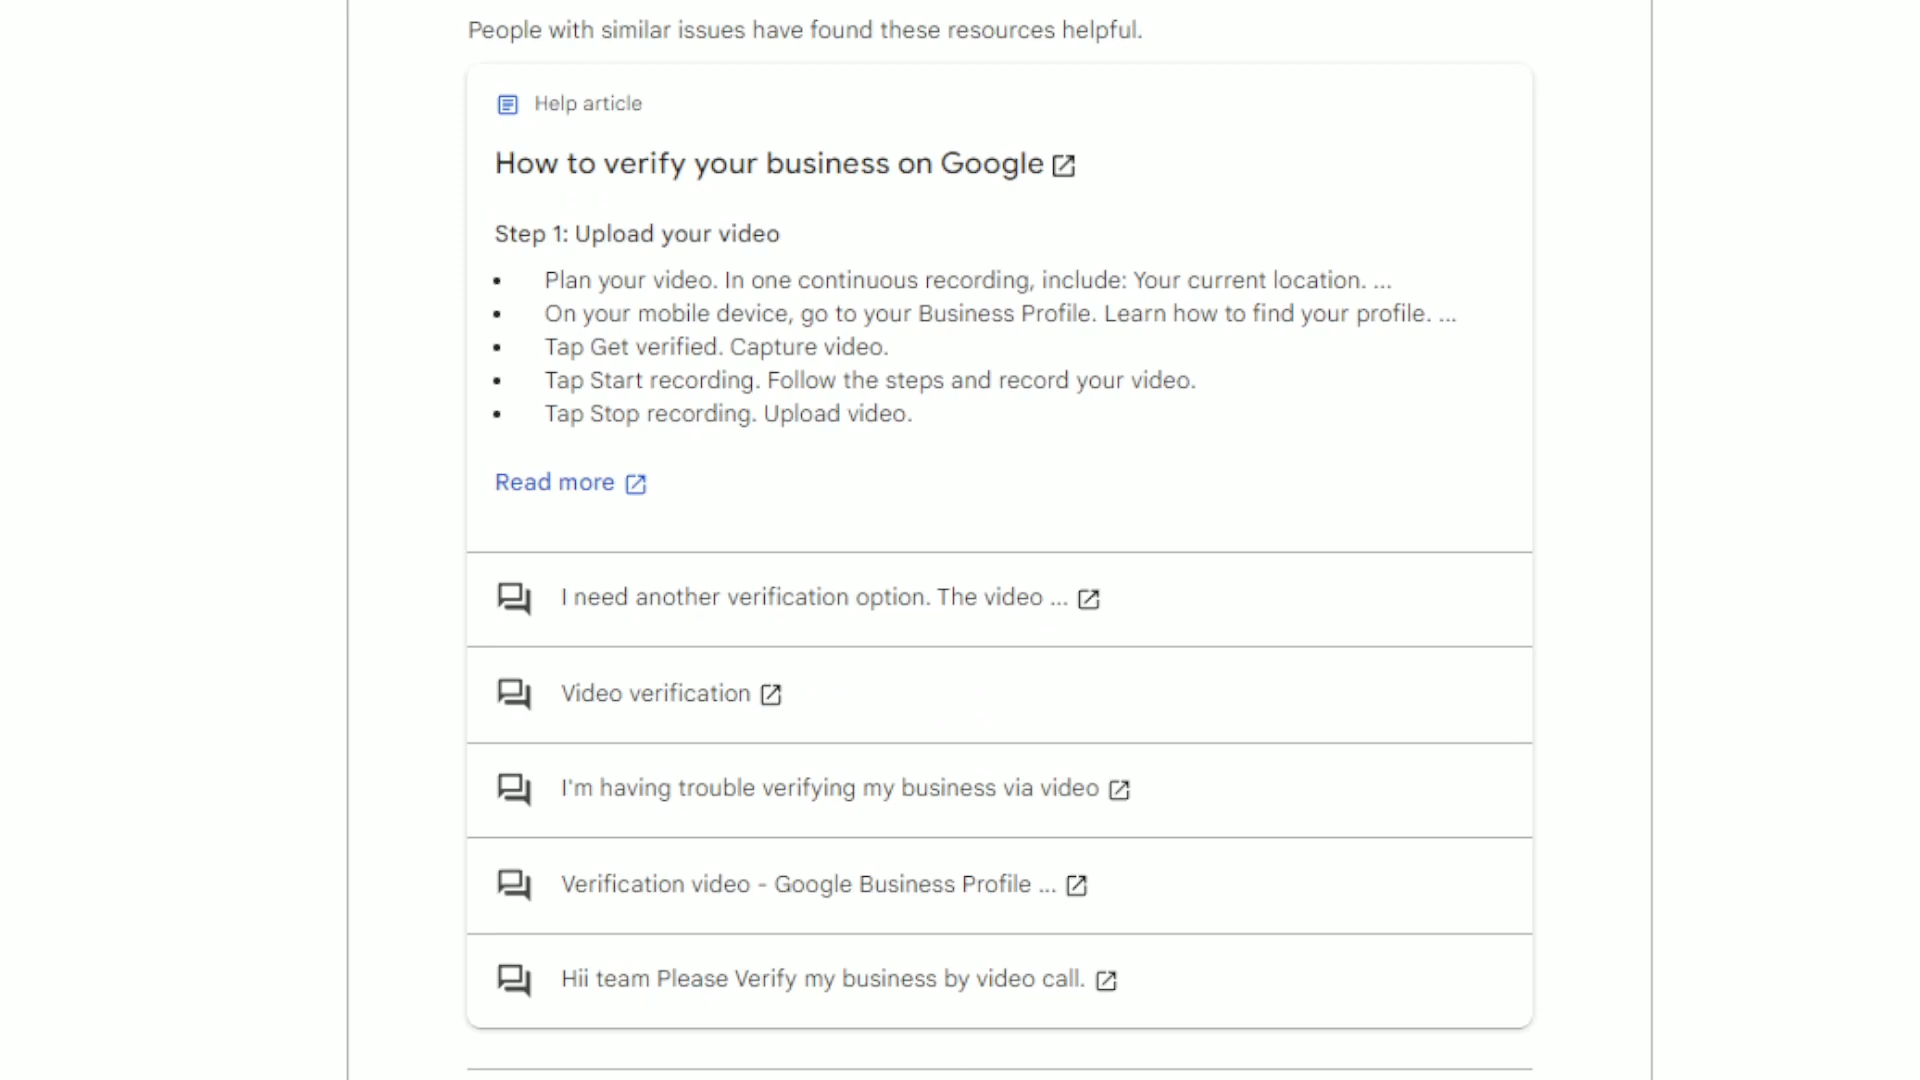 People with similar issues have found these resources helpful.
Help article
How to verify your business on Google
Step 1: Upload your video
• Plan your video. In one continuous recording, include: Your current location. ...
• On your mobile device, go to your Business Profile. Learn how to find your profile. ...
• Tap Get verified. Capture video.
• Tap Start recording. Follow the steps and record your video.
• Tap Stop recording. Upload video.
Read more
I need another verification option. The video ...
Video verification
I'm having trouble verifying my business via video
Verification video - Google Business Profile ...
Hii team Please Verify my business by video call.